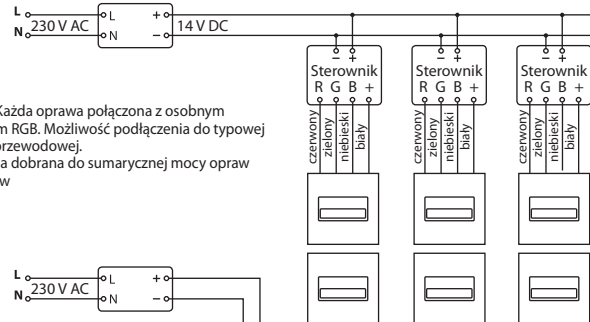 L 230 V AC L + 14 V DC
N N –
– + – + – +
Sterownik Sterownik Sterownik
R G B + R G B + R G B +
czerwony zielony niebieski biały czerwony zielony niebieski biały czerwony zielony niebieski biały
Każda oprawa połączona z osobnym
m RGB. Możliwość podłączenia do typowej
przewodowej.
a dobrana do sumarycznej mocy opraw
w
L 230 V AC L +
N N –